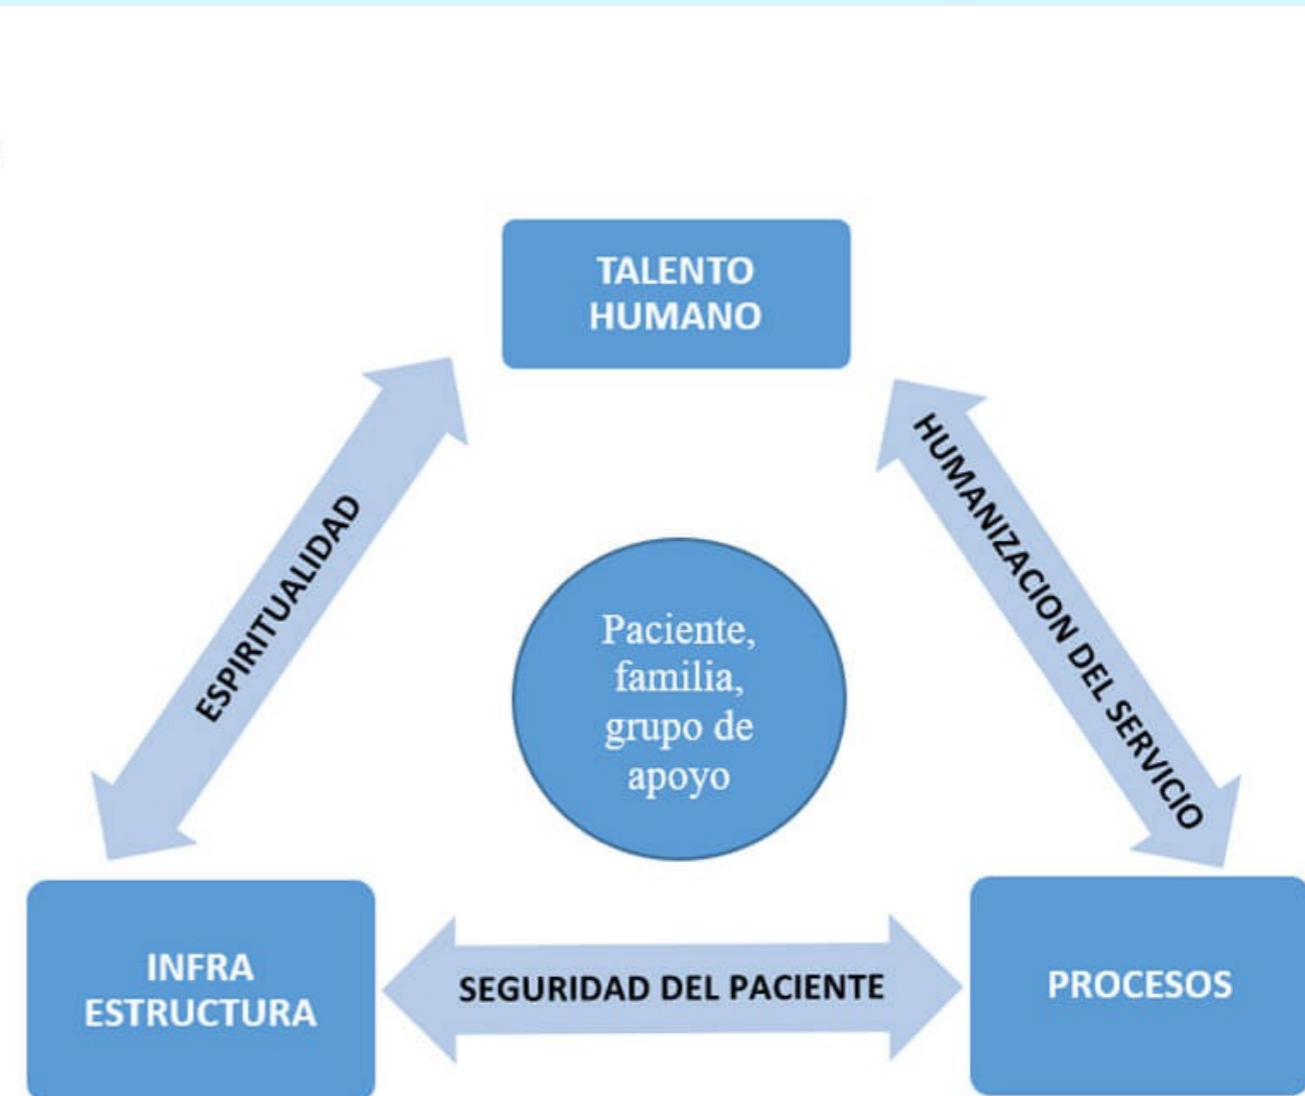 TALENTO
HUMANO
ESPIRITUALIDAD
HUMANIZACION DEL SERVICIO
Paciente,
familia,
grupo de
apoyo
INFRA
ESTRUCTURA
SEGURIDAD DEL PACIENTE
PROCESOS